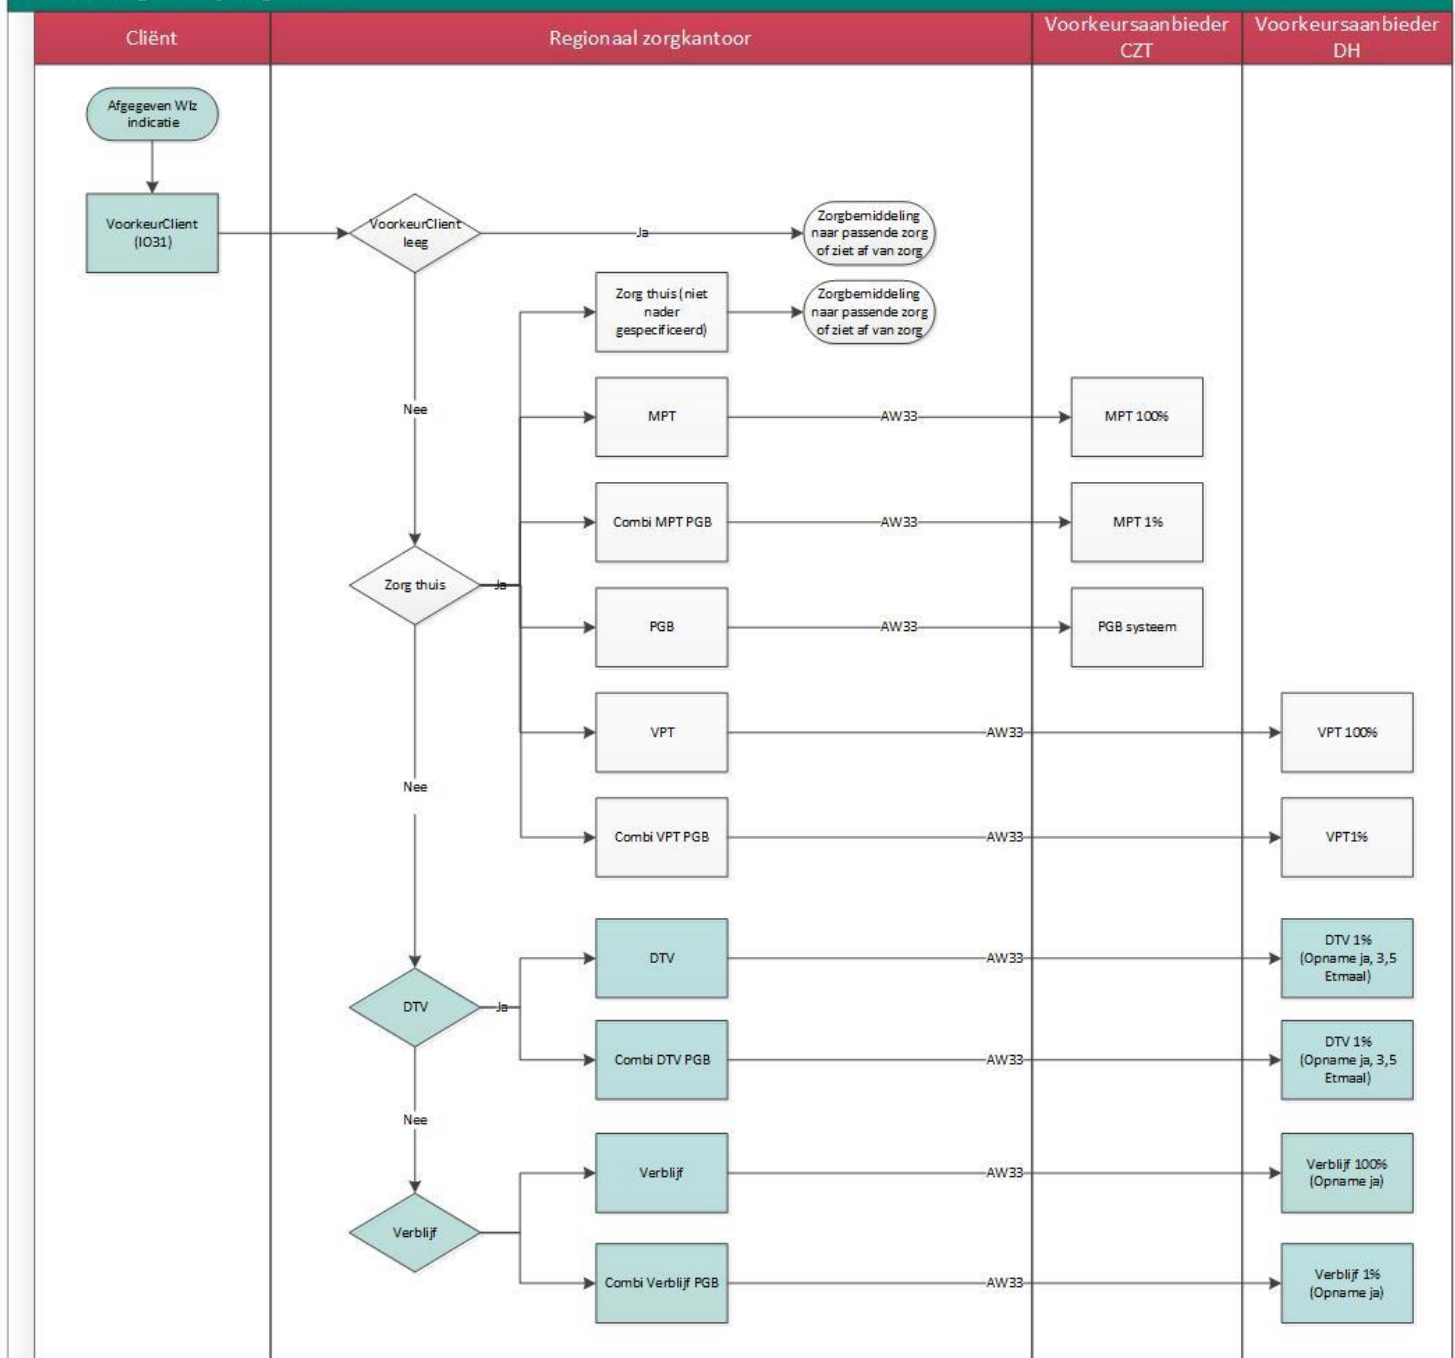 Cliënt
Regionaal zorgkantoor
Voorkeursaanbieder
CZT
Voorkeursaanbieder
DH
Afgegeven Wlz
indicatie
VoorkeurClient
(IO31)
VoorkeurClient
leeg
Ja
Zorgbemiddeling
naar passende zorg
of ziet af van zorg
Zorg thuis (niet
nader
gespecificeerd)
Zorgbemiddeling
naar passende zorg
of ziet af van zorg
Nee
MPT
AW33
MPT 100%
Combi MPT PGB
AW33
MPT 1%
Zorg thuis
Ja
PGB
AW33
PGB systeem
VPT
AW33
VPT 100%
Nee
Combi VPT PGB
AW33
VPT1%
DTV
AW33
DTV 1%
(Opname ja, 3,5
Etmaal)
DTV
Ja
Combi DTV PGB
AW33
DTV 1%
(Opname ja, 3,5
Etmaal)
Nee
Verblijf
AW33
Verblijf 100%
(Opname ja)
Verblijf
Combi Verblijf PGB
AW33
Verblijf 1%
(Opname ja)